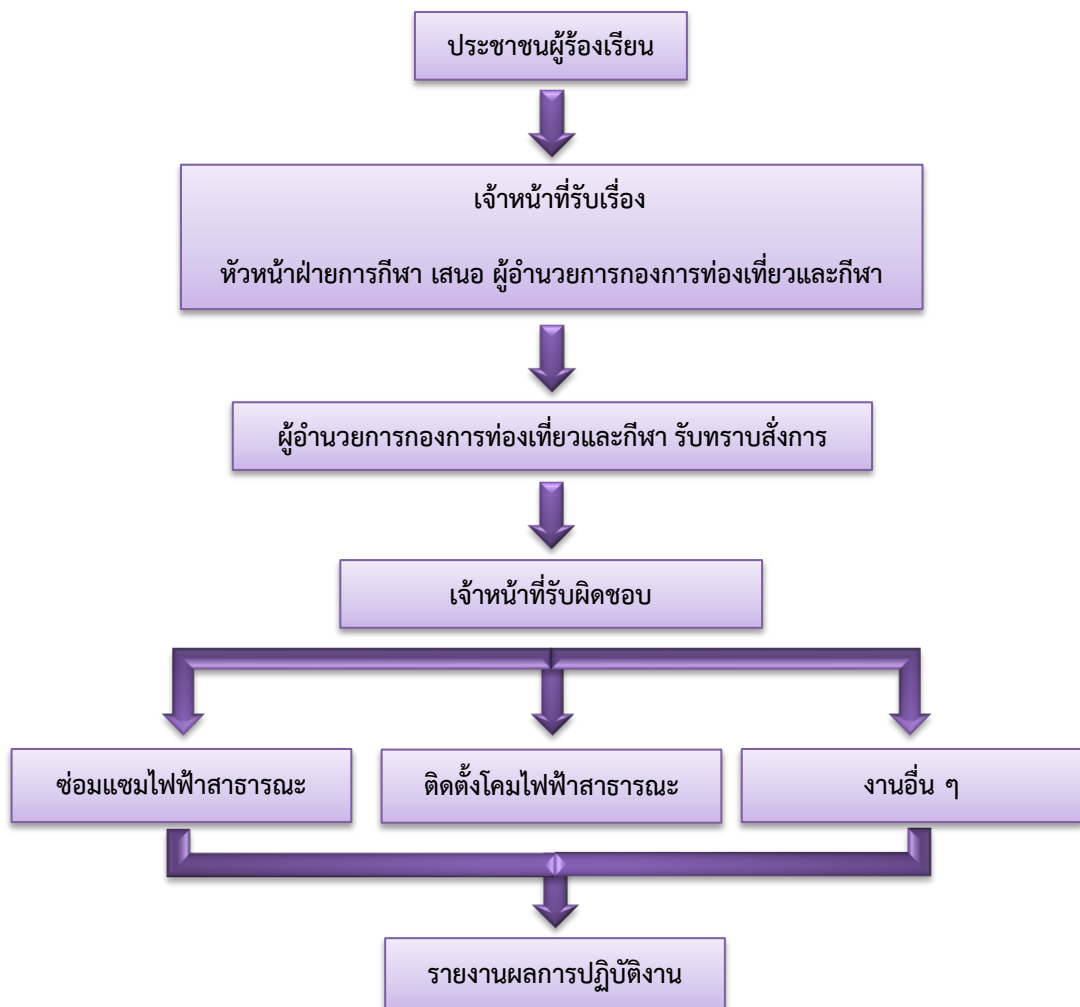 ประชาชนผู้ร้องเรียน
เจ้าหน้าที่รับเรื่อง
หัวหน้าฝ่ายการกีฬา เสนอ ผู้อำนวยการกองการท่องเที่ยวและกีฬา
ผู้อำนวยการกองการท่องเที่ยวและกีฬา รับทราบสั่งการ
เจ้าหน้าที่รับผิดชอบ
ซ่อมแซมไฟฟ้าสาธารณะ
ติดตั้งโคมไฟฟ้าสาธารณะ
งานอื่น ๆ
รายงานผลการปฏิบัติงาน